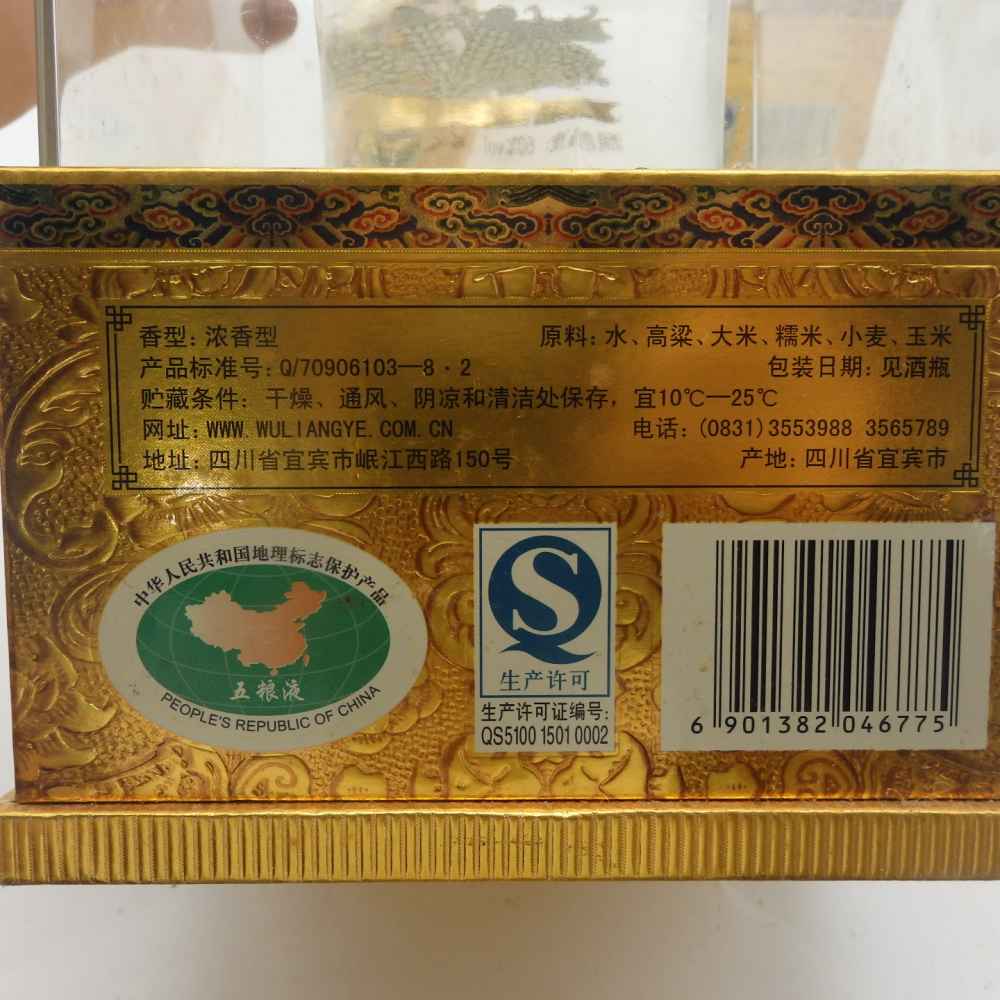 60%vol
香型：浓香型 原料：水、高粱、大米、糯米、小麦、玉米
产品标准号：Q/70906103—8·2 包装日期：见酒瓶
贮藏条件：干燥、通风、阴凉和清洁处保存，宜10℃—25℃
网址：WWW.WULIANGYE.COM.CN 电话：(0831)3553988 3565789
地址：四川省宜宾市岷江西路150号 产地：四川省宜宾市
中华人民共和国地理标志保护产品
五粮液
PEOPLE'S REPUBLIC OF CHINA
生产许可
生产许可证编号：
QS5100 1501 0002
6 901382 046775